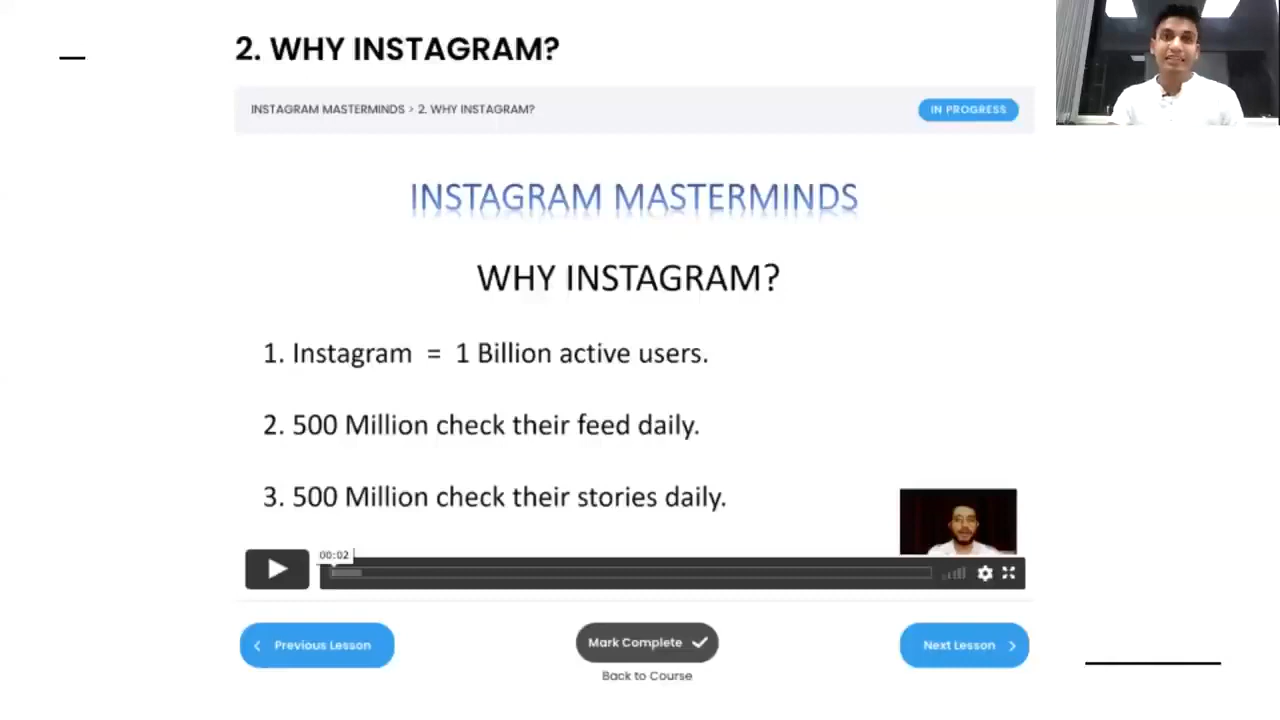 2. WHY INSTAGRAM?
INSTAGRAM MASTERMINDS > 2. WHY INSTAGRAM?
IN PROGRESS
INSTAGRAM MASTERMINDS
WHY INSTAGRAM?
1. Instagram = 1 Billion active users.
2. 500 Million check their feed daily.
3. 500 Million check their stories daily.
00:02
Previous Lesson
Mark Complete
Next Lesson
Back to Course